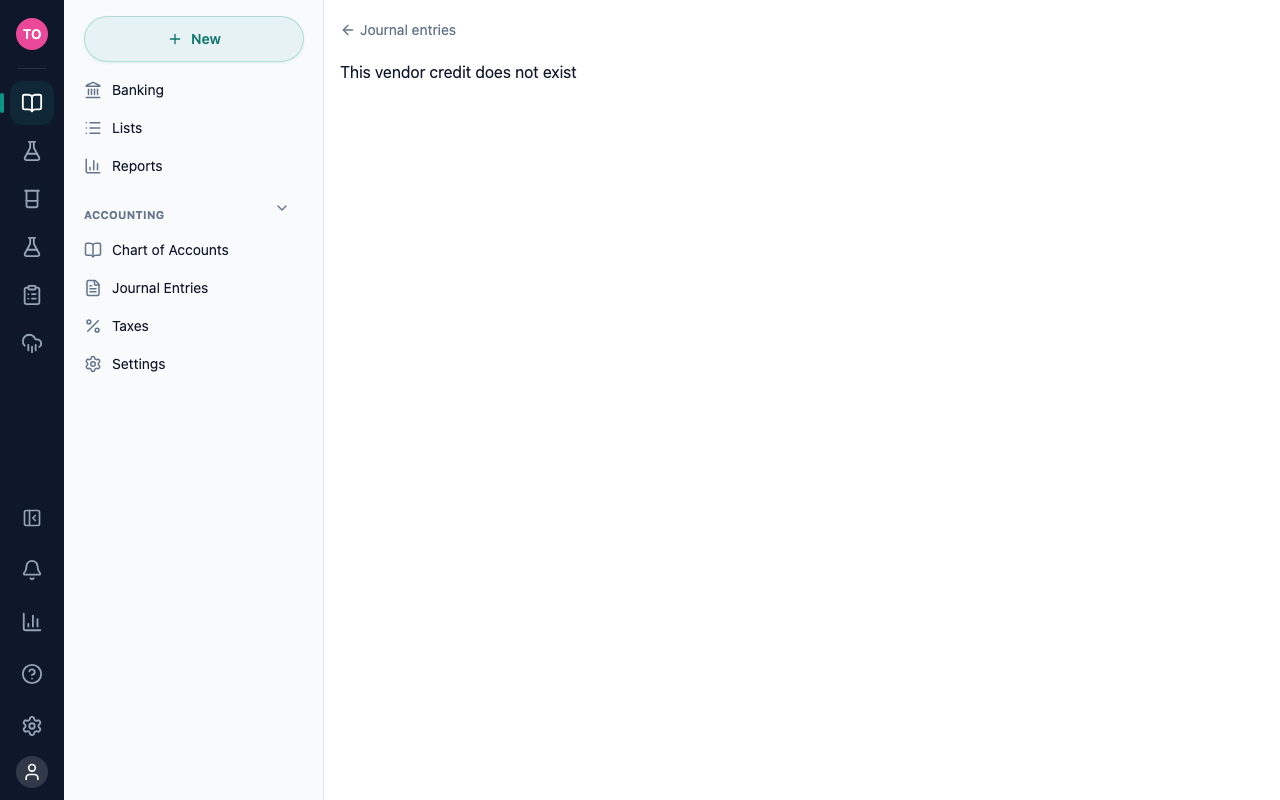 TO
New
Banking
Lists
Reports
ACCOUNTING
Chart of Accounts
Journal Entries
Taxes
Settings
Journal entries
This vendor credit does not exist